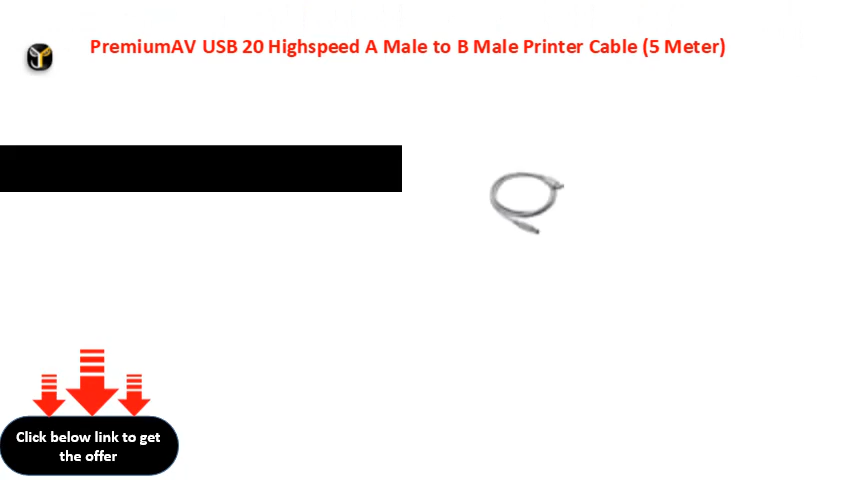 PremiumAV USB 20 Highspeed A Male to B Male Printer Cable (5 Meter)
Click below link to get
the offer